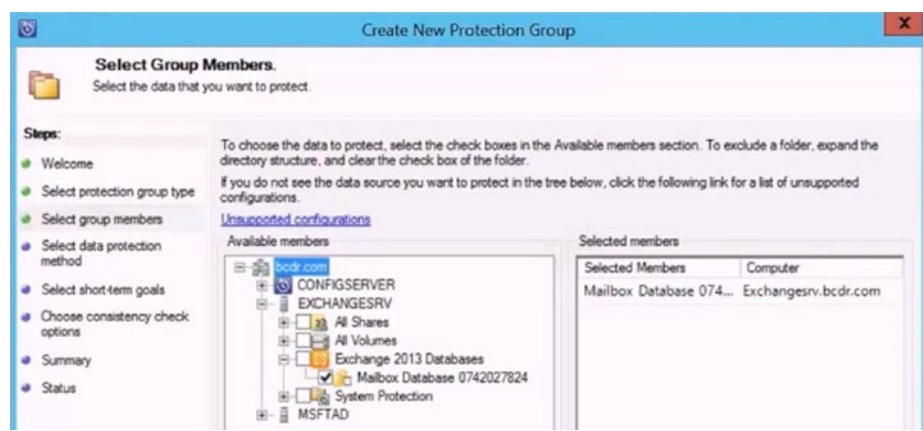 Create New Protection Group
X
Select Group Members.
Select the data that you want to protect.
Steps:
Welcome
Select protection group type
Select group members
Select data protection
method
Select short-term goals
Choose consistency check
options
Summary
Status
To choose the data to protect, select the check boxes in the Available members section. To exclude a folder, expand the
directory structure, and clear the check box of the folder.
If you do not see the data source you want to protect in the tree below, click the following link for a list of unsupported
configurations.
Unsupported configurations
Available members
bcdr.com
CONFIGSERVER
EXCHANGESRV
All Shares
All Volumes
Exchange 2013 Databases
Mailbox Database 0742027824
System Protection
MSFTAD
Selected members
Selected Members Computer
Mailbox Database 074... Exchangesrv.bcdr.com